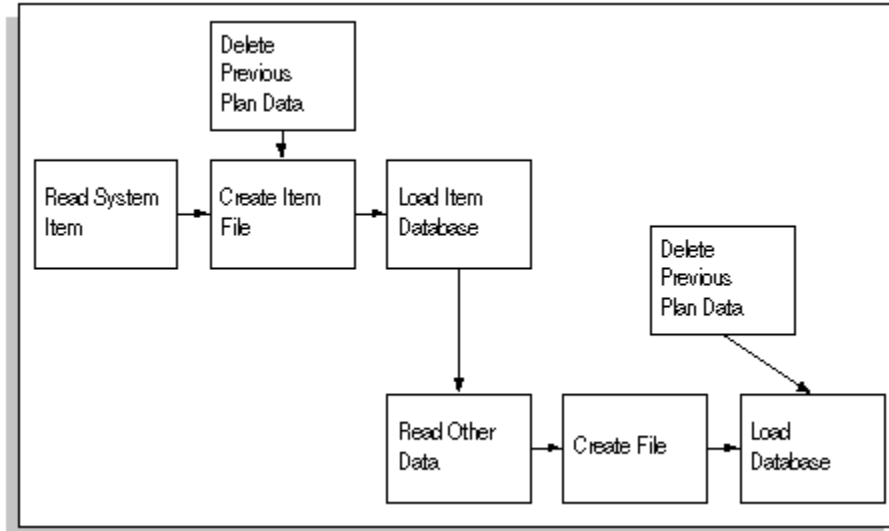 Delete
Previous
Plan Data
Read System
Item
Create Item
File
Load Item
Database
Delete
Previous
Plan Data
Read Other
Data
Create File
Load
Database